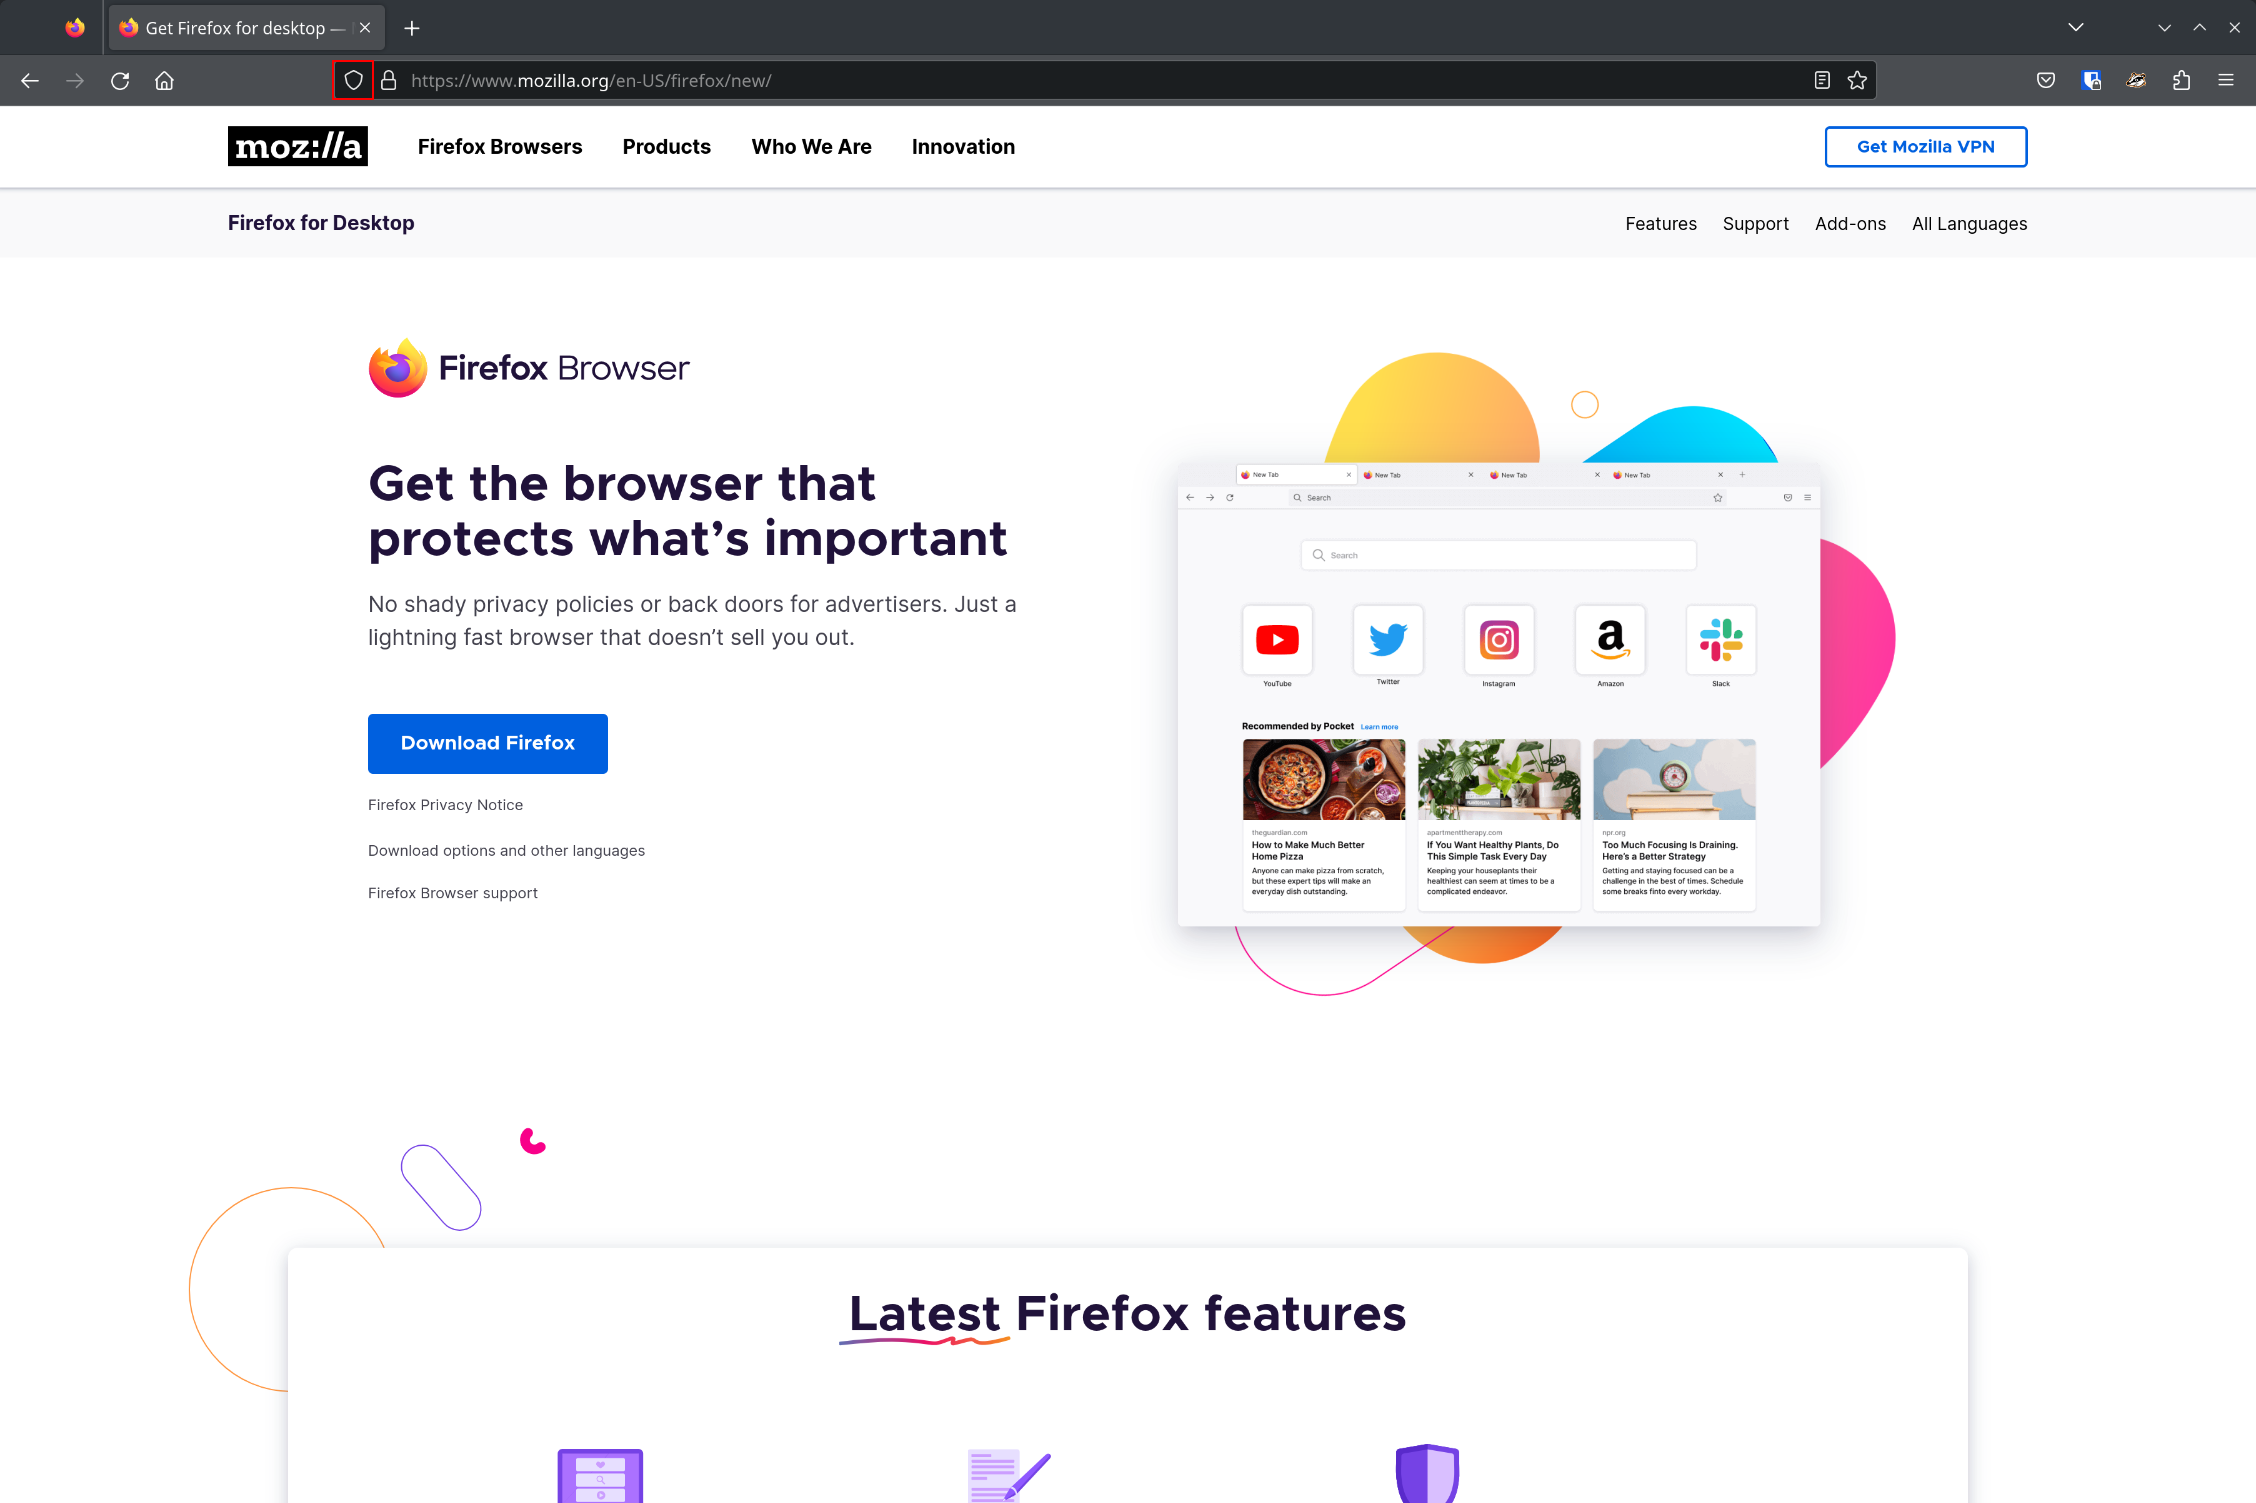 Get Firefox for desktop —
https://www.mozilla.org/en-US/firefox/new/
moz://a
Firefox Browsers
Products
Who We Are
Innovation
Get Mozilla VPN
Firefox for Desktop
Features
Support
Add-ons
All Languages
Firefox Browser
Get the browser that
protects what’s important
No shady privacy policies or back doors for advertisers. Just a
lightning fast browser that doesn’t sell you out.
Download Firefox
Firefox Privacy Notice
Download options and other languages
Firefox Browser support
New Tab
New Tab
New Tab
New Tab
Search
Search
YouTube
Twitter
Instagram
Amazon
Slack
Recommended by Pocket Learn more
theguardian.com
How to Make Much Better
Home Pizza
Anyone can make pizza from scratch,
but these expert tips will make an
everyday dish outstanding.
apartmenttherapy.com
If You Want Healthy Plants, Do
This Simple Task Every Day
Keeping your houseplants their
healthiest can seem at times to be a
complicated endeavor.
npr.org
Too Much Focusing Is Draining.
Here’s a Better Strategy
Getting and staying focused can be a
challenge in the best of times. Schedule
some breaks finto every workday.
Latest Firefox features